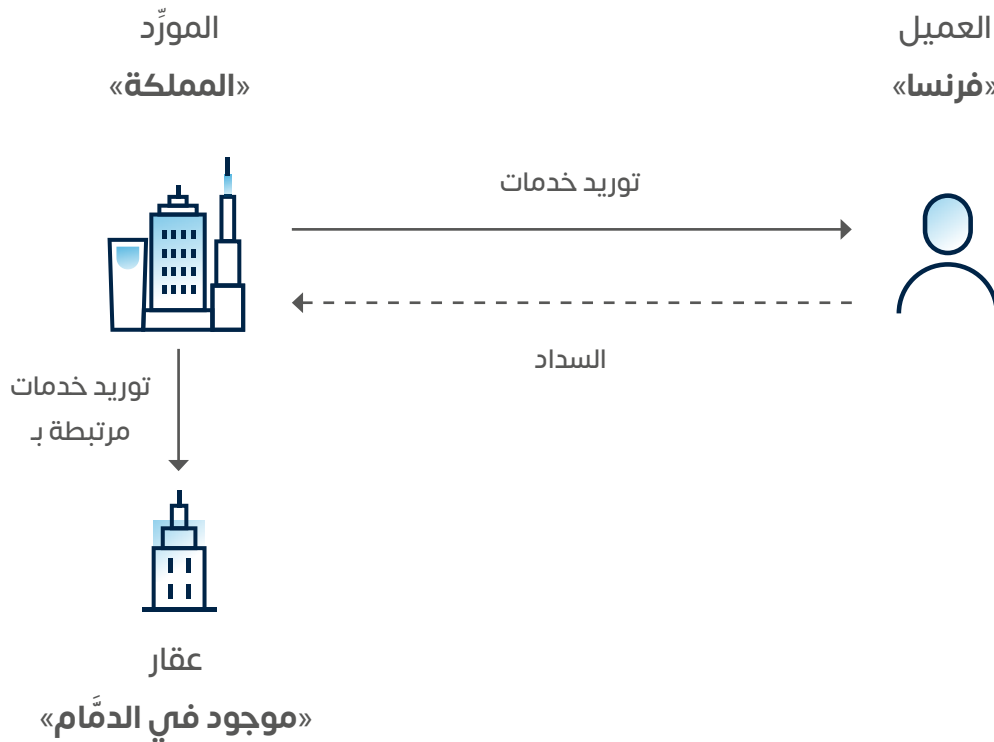 المورِّد
«المملكة»
العميل
«فرنسا»
توريد خدمات
السداد
توريد خدمات
مرتبطة بـ
عقار
«موجود في الدمَّام»